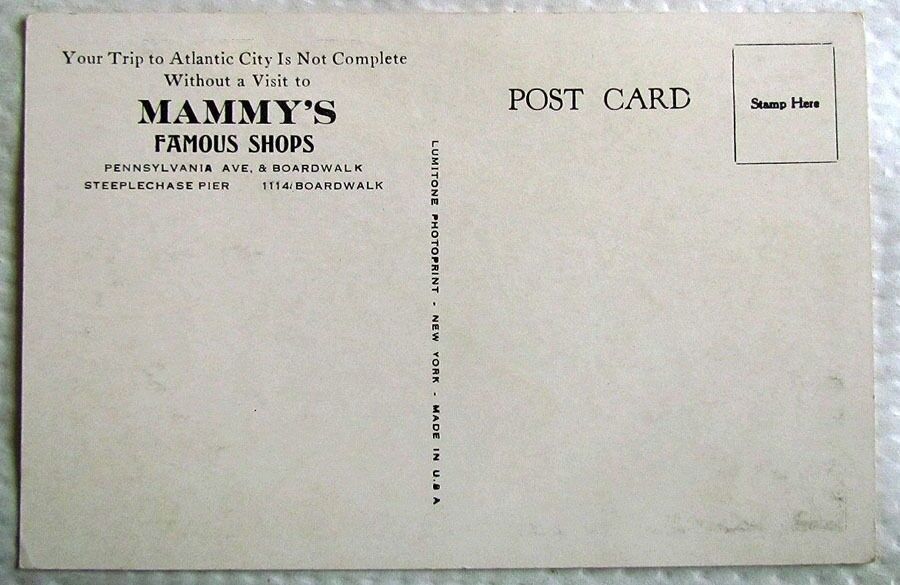 Your Trip to Atlantic City Is Not Complete
Without a Visit to
MAMMY'S
FAMOUS SHOPS
PENNSYLVANIA AVE. & BOARDWALK
STEEPLECHASE PIER 1114 BOARDWALK
LUMITONE PHOTOPRINT - NEW YORK - MADE IN U.S A
POST CARD
Stamp Here